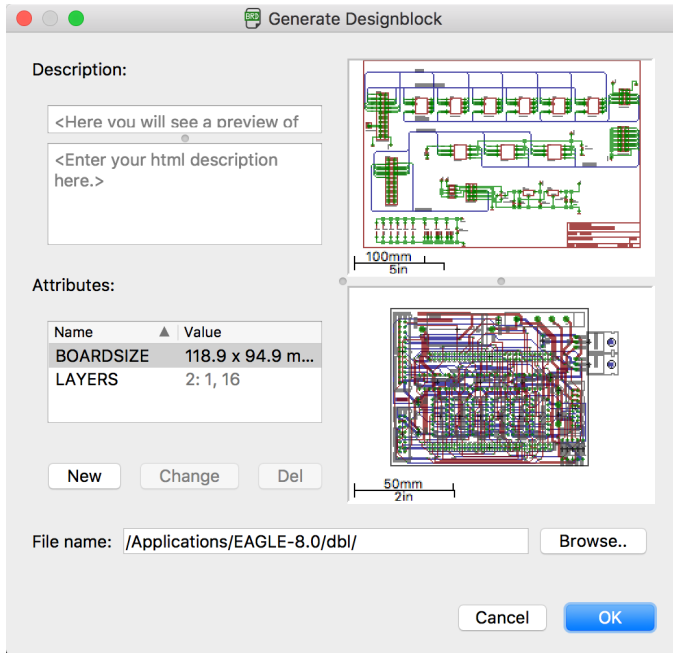 Generate Designblock
Description:
<Here you will see a preview of
<Enter your html description
here.>
Attributes:
Name Value
BOARDSIZE 118.9 x 94.9 m...
LAYERS 2: 1, 16
New Change Del
100mm
5in
50mm
2in
File name: /Applications/EAGLE-8.0/dbl/ Browse..
Cancel OK